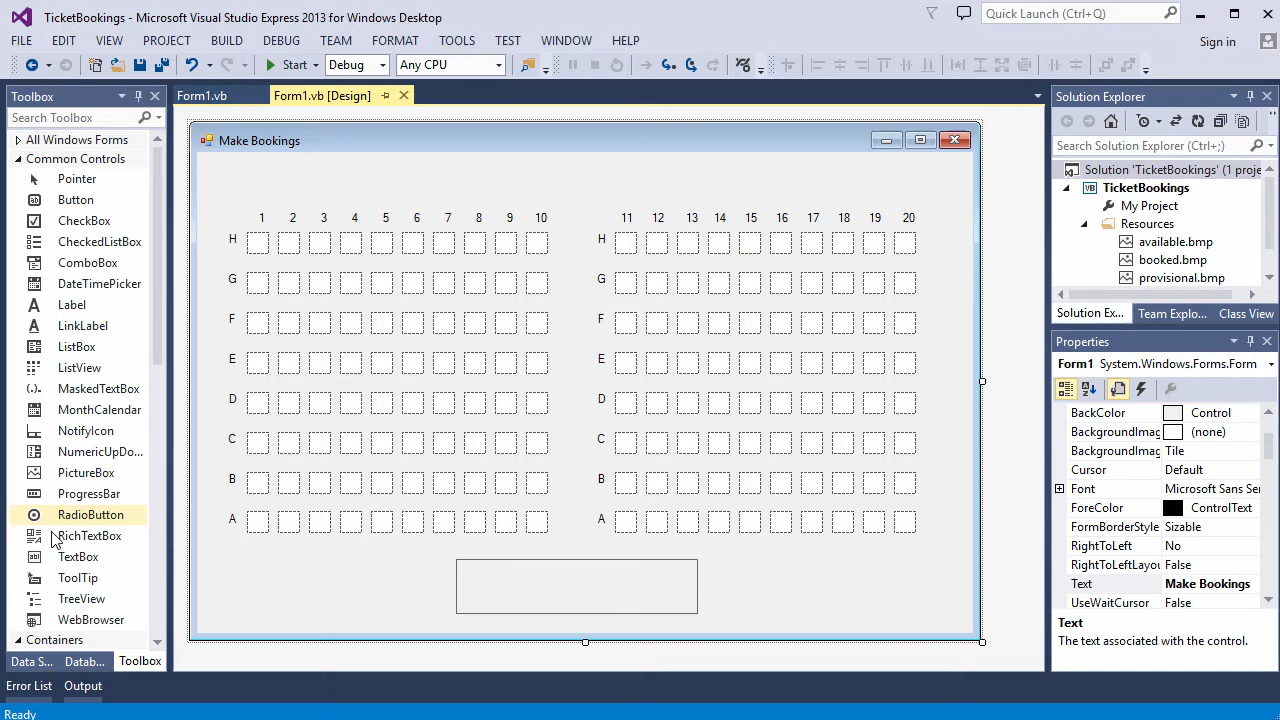 TicketBookings - Microsoft Visual Studio Express 2013 for Windows Desktop
Quick Launch (Ctrl+Q)
FILE EDIT VIEW PROJECT BUILD DEBUG TEAM FORMAT TOOLS TEST WINDOW HELP
Sign in
Start Debug Any CPU
Toolbox
Search Toolbox
All Windows Forms
Common Controls
Pointer
Button
CheckBox
CheckedListBox
ComboBox
DateTimePicker
Label
LinkLabel
ListBox
ListView
MaskedTextBox
MonthCalendar
NotifyIcon
NumericUpDo...
PictureBox
ProgressBar
RadioButton
RichTextBox
TextBox
ToolTip
TreeView
WebBrowser
Containers
Data S... Datab... Toolbox
Form1.vb Form1.vb [Design]
Make Bookings
1 2 3 4 5 6 7 8 9 10 11 12 13 14 15 16 17 18 19 20
H H
G G
F F
E E
D D
C C
B B
A A
Solution Explorer
Search Solution Explorer (Ctrl+;)
Solution 'TicketBookings' (1 proje
VB TicketBookings
My Project
Resources
available.bmp
booked.bmp
provisional.bmp
Solution Ex... Team Explo... Class View
Properties
Form1 System.Windows.Forms.Form
BackColor Control
BackgroundImag (none)
BackgroundImag Tile
Cursor Default
Font Microsoft Sans Ser
ForeColor ControlText
FormBorderStyle Sizable
RightToLeft No
RightToLeftLayou False
Text Make Bookings
UseWaitCursor False
Text
The text associated with the control.
Error List Output
Ready